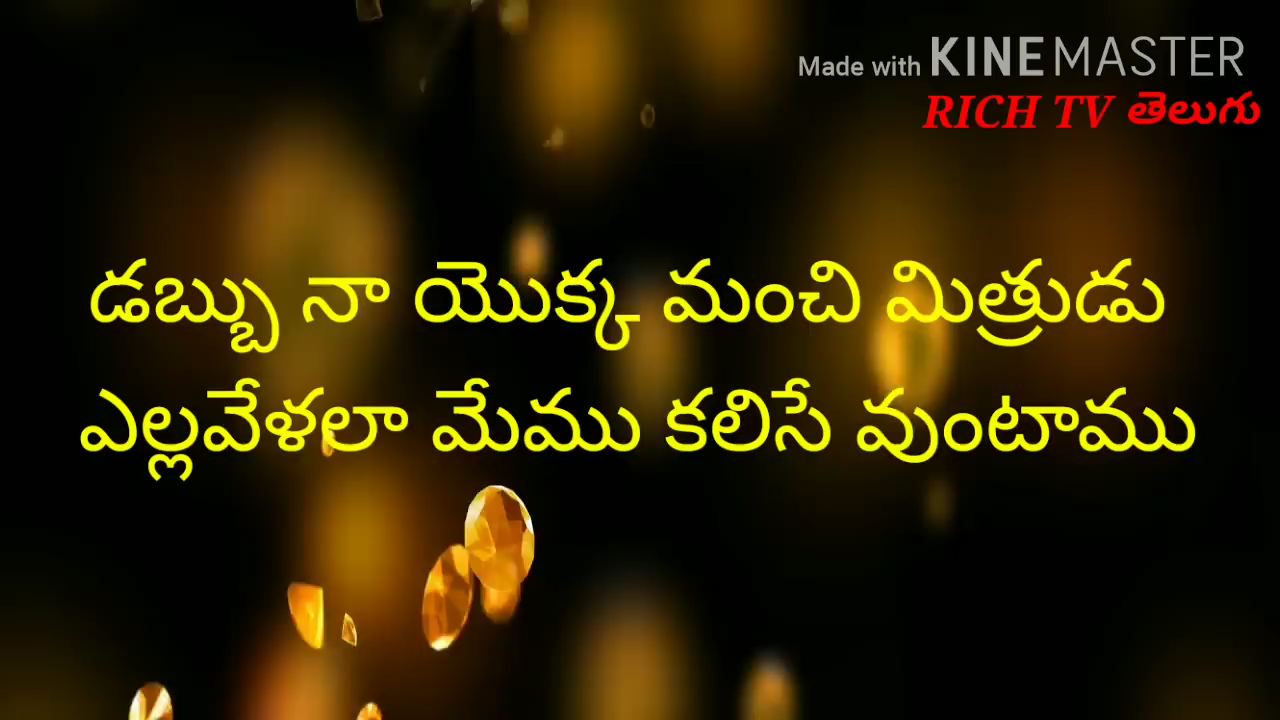 Made with KINEMASTER
RICH TV తెలుగు
డబ్బు నా యొక్క మంచి మిత్రుడు
ఎల్లవేళలా మేము కలిసే వుంటాము